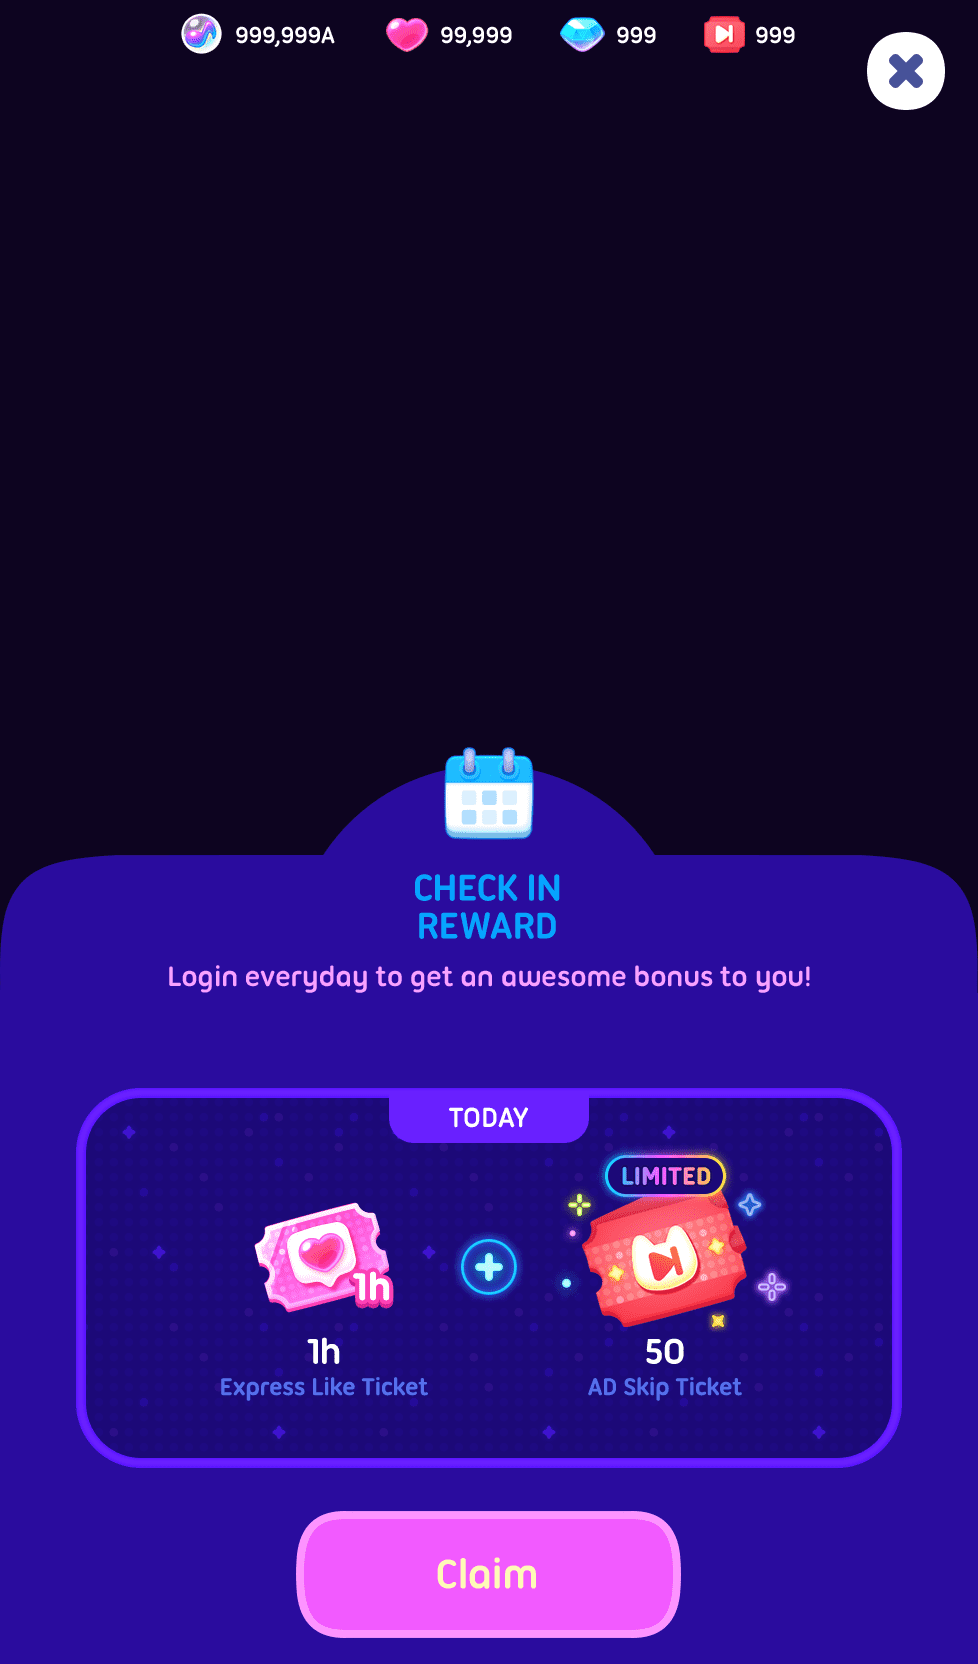 999,999A 99,999 999 999
CHECK IN
REWARD
Login everyday to get an awesome bonus to you!
TODAY
LIMITED
1h
1h
50
Express Like Ticket
AD Skip Ticket
Claim